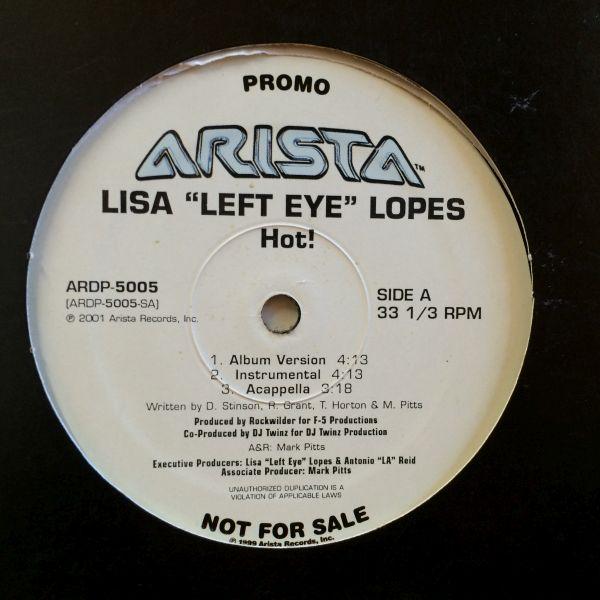 PROMO
ARISTA™
LISA "LEFT EYE" LOPES
Hot!
ARDP-5005
[ARDP-5005-SA]
℗ 2001 Arista Records, Inc.
SIDE A
33 1/3 RPM
1. Album Version 4:13
2. Instrumental 4:13
3. Acappella 3:18
Written by D. Stinson, R. Grant, T. Horton & M. Pitts
Produced by Rockwilder for F-5 Productions
Co-Produced by DJ Twinz for DJ Twinz Production
A&R: Mark Pitts
Executive Producers: Lisa "Left Eye" Lopes & Antonio "LA" Reid
Associate Producer: Mark Pitts
UNAUTHORIZED DUPLICATION IS A
VIOLATION OF APPLICABLE LAWS
NOT FOR SALE
℗ 1999 Arista Records, Inc.